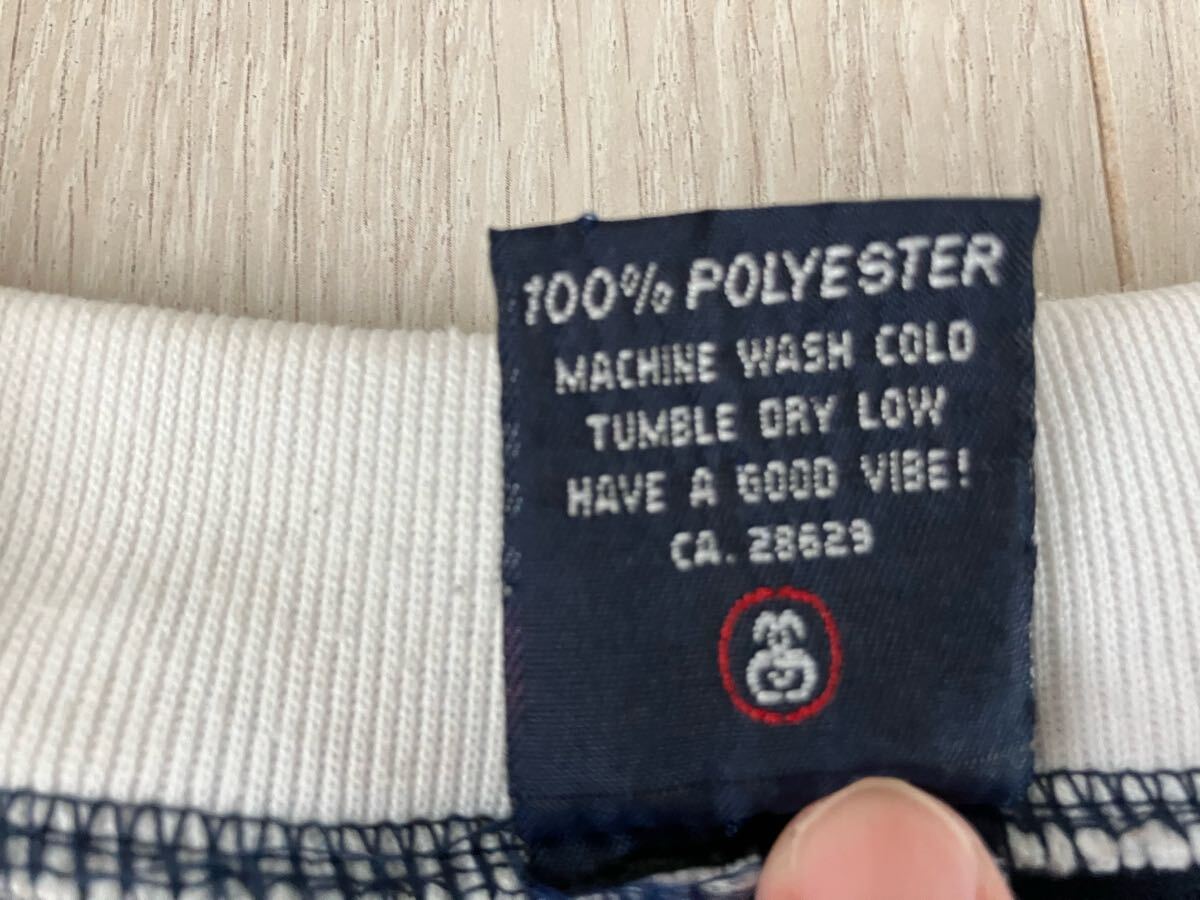 100% POLYESTER
MACHINE WASH COLD
TUMBLE DRY LOW
HAVE A GOOD VIBE!
CA. 28629